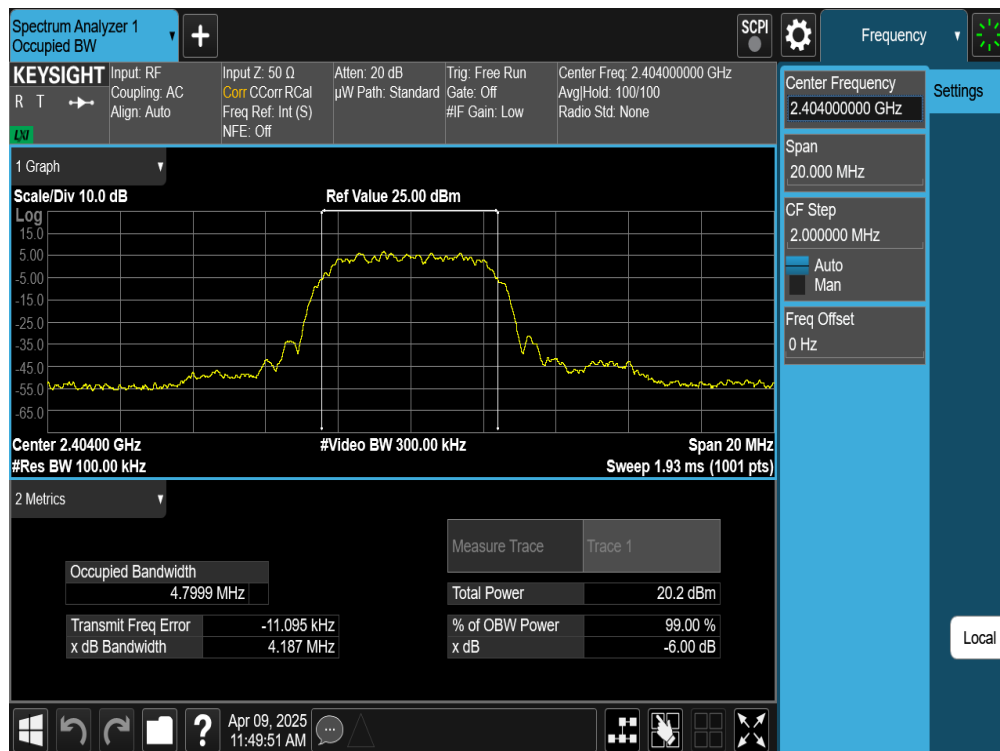 Spectrum Analyzer 1
Occupied BW
+
SCPI
Frequency
KEYSIGHT
R T
LXI
Input: RF
Coupling: AC
Align: Auto
Input Z: 50 Ω
Corr CCorr RCal
Freq Ref: Int (S)
NFE: Off
Atten: 20 dB
µW Path: Standard
Trig: Free Run
Gate: Off
#IF Gain: Low
Center Freq: 2.404000000 GHz
Avg|Hold: 100/100
Radio Std: None
Center Frequency
2.404000000 GHz
Settings
Span
20.000 MHz
CF Step
2.000000 MHz
Auto
Man
Freq Offset
0 Hz
Local
1 Graph
Scale/Div 10.0 dB
Ref Value 25.00 dBm
Log
15.0
5.00
-5.00
-15.0
-25.0
-35.0
-45.0
-55.0
-65.0
Center 2.40400 GHz
#Video BW 300.00 kHz
Span 20 MHz
#Res BW 100.00 kHz
Sweep 1.93 ms (1001 pts)
2 Metrics
Measure Trace
Trace 1
Occupied Bandwidth
4.7999 MHz
Total Power
20.2 dBm
Transmit Freq Error
-11.095 kHz
% of OBW Power
99.00 %
x dB Bandwidth
4.187 MHz
x dB
-6.00 dB
?
Apr 09, 2025
11:49:51 AM